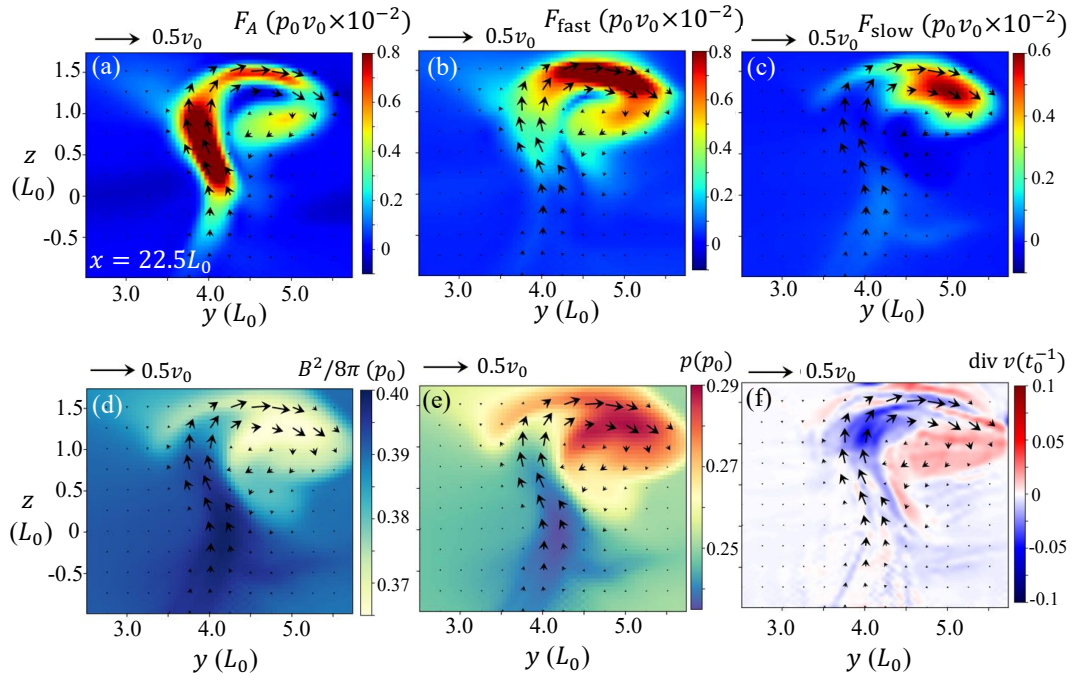 F_A (p₀v₀×10⁻²) F_fast (p₀v₀×10⁻²) F_slow (p₀v₀×10⁻²)
0.5v₀ 0.5v₀ 0.5v₀
(a) (b) (c)
1.5
1.0
0.5
0
-0.5
z
(L₀)
x = 22.5L₀
0.8
0.6
0.4
0.2
0
0.8
0.6
0.4
0.2
0
0.6
0.4
0.2
0
3.0 4.0 5.0 3.0 4.0 5.0 3.0 4.0 5.0
y (L₀) y (L₀) y (L₀)
B²/8π (p₀) p(p₀) div v(t₀⁻¹)
0.5v₀ 0.5v₀ 0.5v₀
(d) (e) (f)
1.5
1.0
0.5
0
-0.5
z
(L₀)
0.40
0.39
0.38
0.37
0.29
0.27
0.25
0.1
0.05
0
-0.05
-0.1
3.0 4.0 5.0 3.0 4.0 5.0 3.0 4.0 5.0
y (L₀) y (L₀) y (L₀)